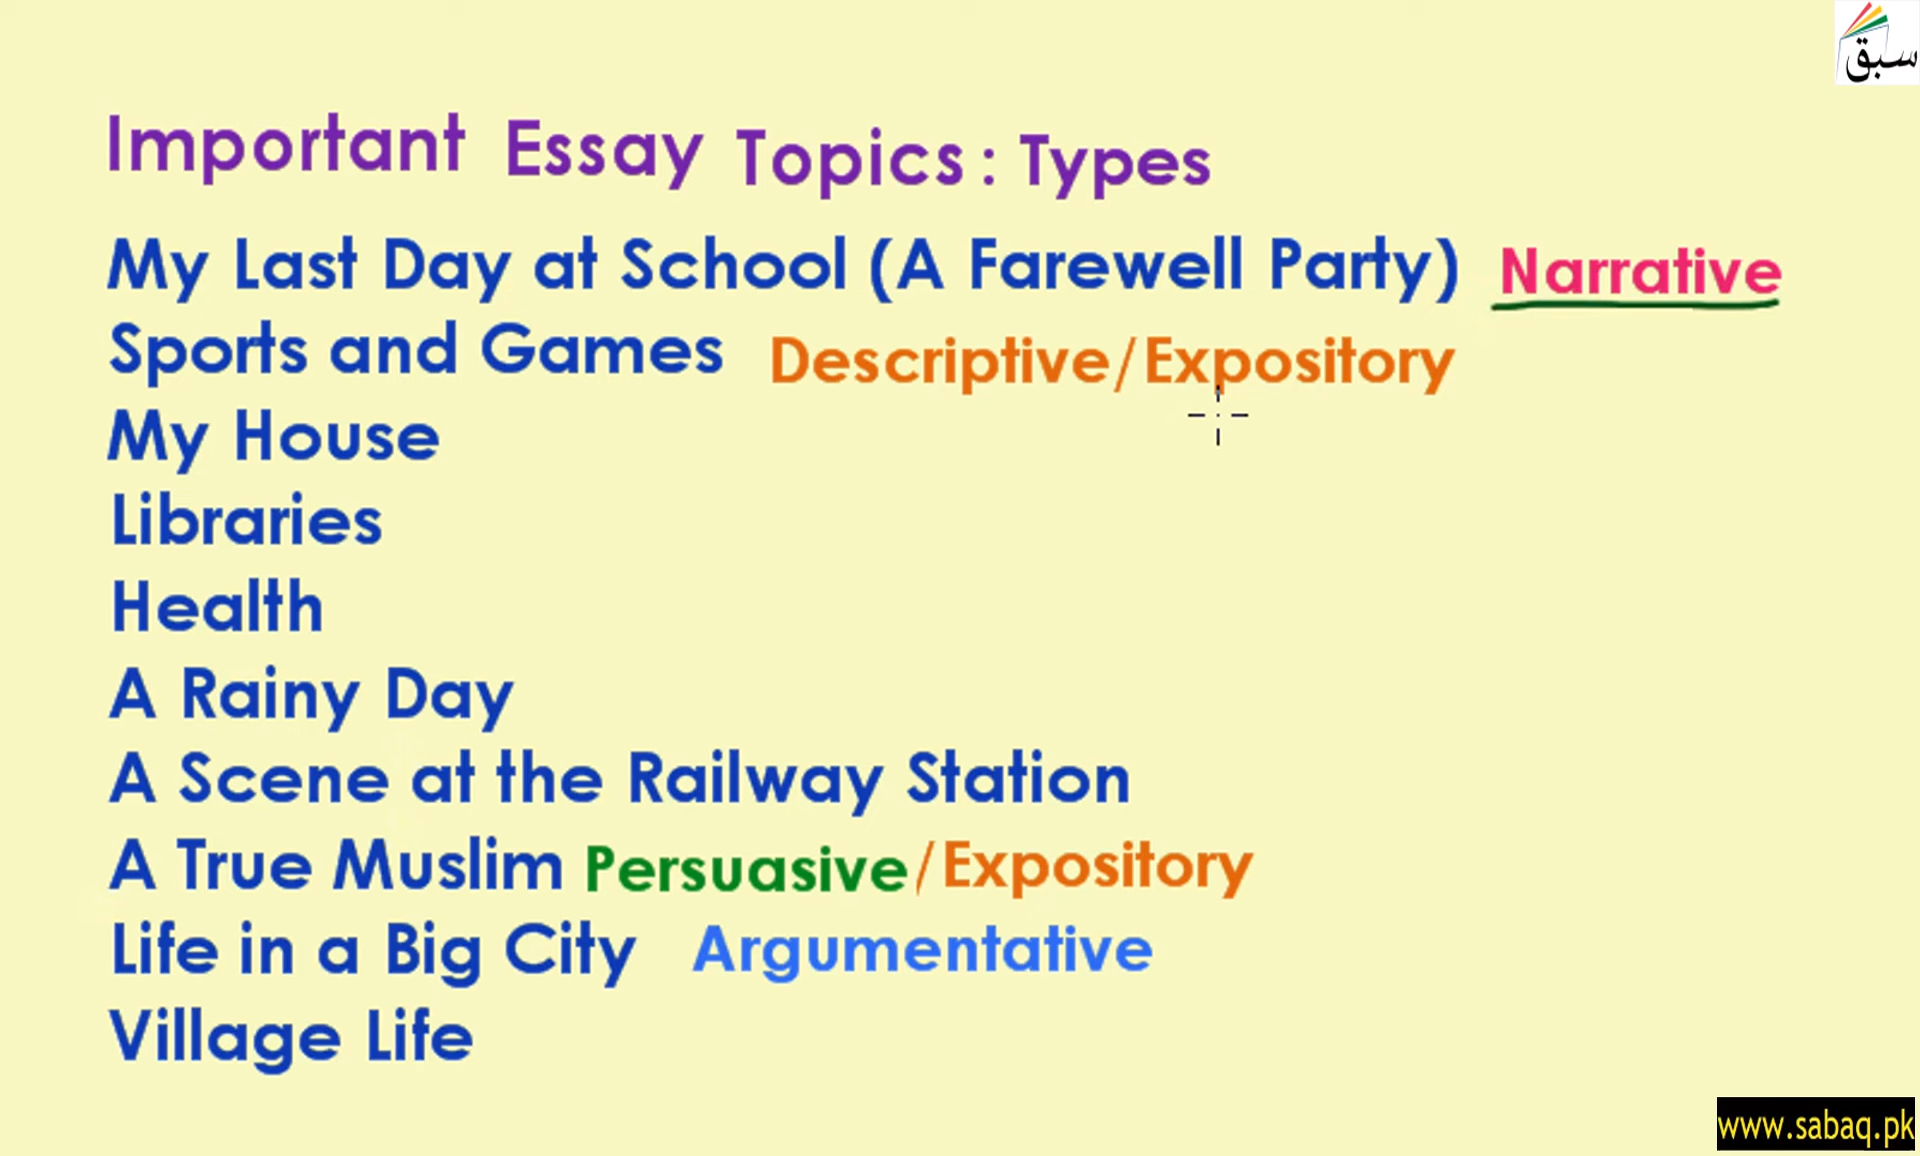 سبق
Important Essay Topics : Types
My Last Day at School (A Farewell Party) Narrative
Sports and Games Descriptive/Expository
My House
Libraries
Health
A Rainy Day
A Scene at the Railway Station
A True Muslim Persuasive/Expository
Life in a Big City Argumentative
Village Life
www.sabaq.pk